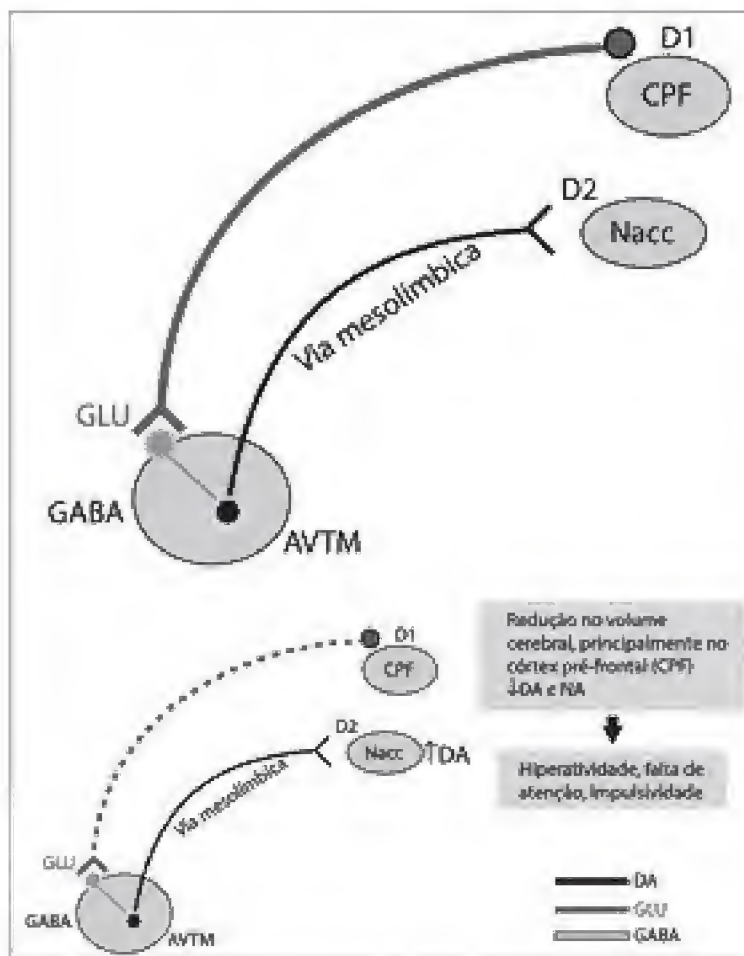 D1
CPF
D2
Nacc
Via mesolímbica
GLU
GABA
AVTM
D1
CPF
D2
Nacc ↑DA
Via mesolímbica
GLU
GABA
AVTM
Redução no volume
cerebral, principalmente no
córtex pré-frontal (CPF)
↓DA e NA
Hiperatividade, falta de
atenção, impulsividade
DA
GLU
GABA